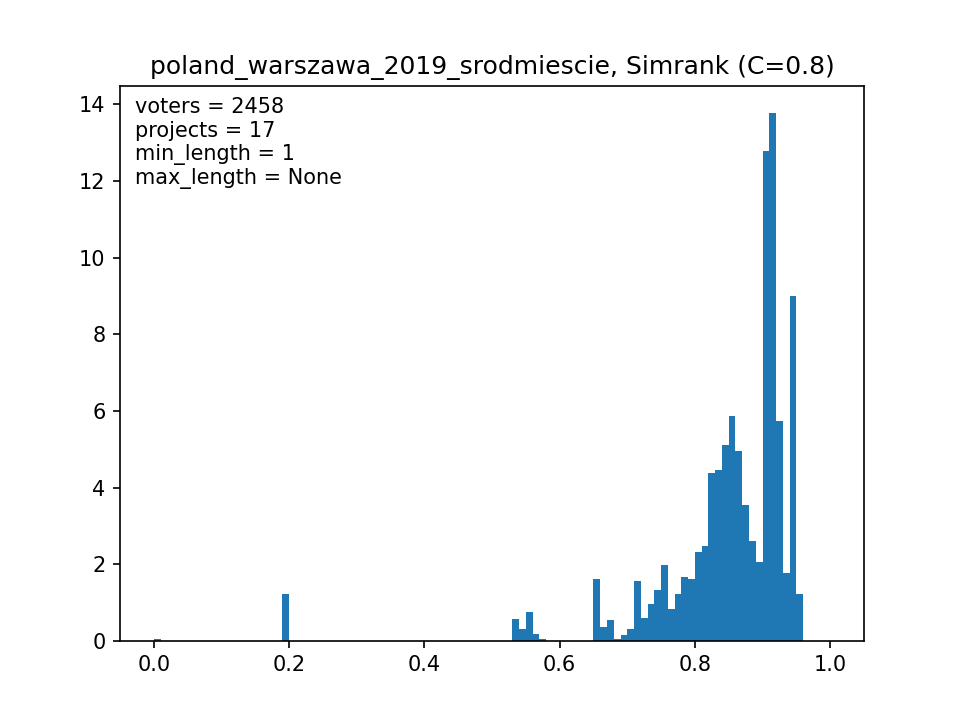 poland_warszawa_2019_srodmiescie, Simrank (C=0.8)
voters = 2458
projects = 17
min_length = 1
max_length = None
14
12
10
8
6
4
2
0
0.0 0.2 0.4 0.6 0.8 1.0